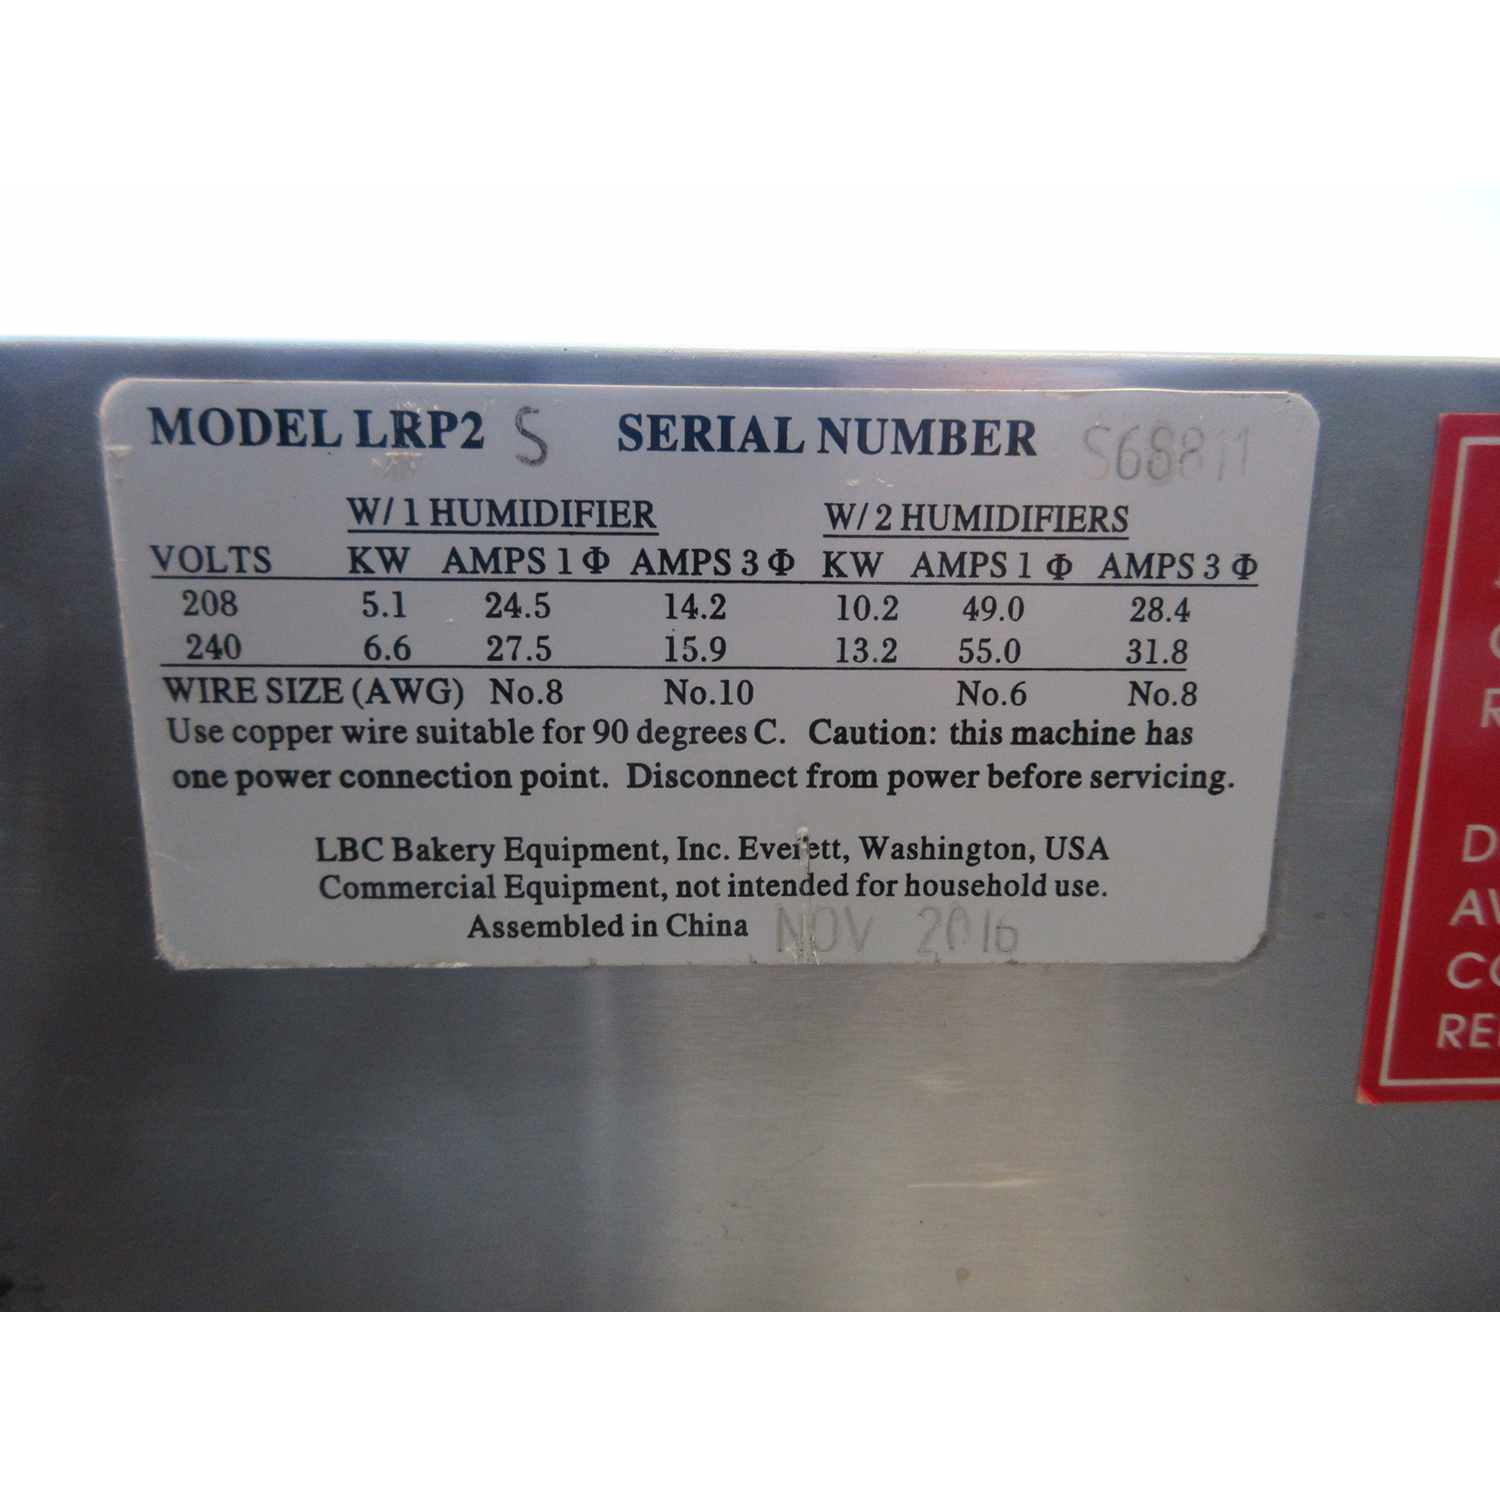 MODEL LRP2 S SERIAL NUMBER S68811
W/ 1 HUMIDIFIER W/ 2 HUMIDIFIERS
VOLTS KW AMPS 1 Φ AMPS 3 Φ KW AMPS 1 Φ AMPS 3 Φ
208 5.1 24.5 14.2 10.2 49.0 28.4
240 6.6 27.5 15.9 13.2 55.0 31.8
WIRE SIZE (AWG) No.8 No.10 No.6 No.8
Use copper wire suitable for 90 degrees C. Caution: this machine has
one power connection point. Disconnect from power before servicing.
LBC Bakery Equipment, Inc. Everett, Washington, USA
Commercial Equipment, not intended for household use.
Assembled in China NOV 2016